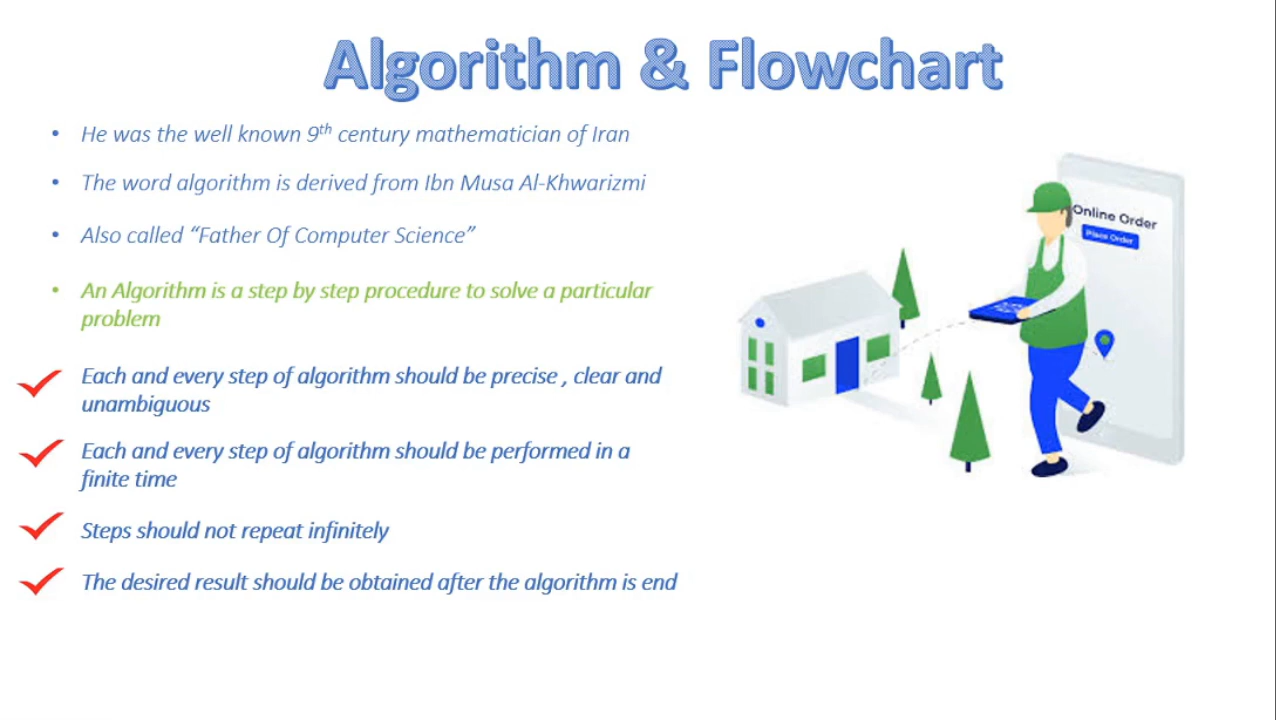 Algorithm & Flowchart
• He was the well known 9th century mathematician of Iran
• The word algorithm is derived from Ibn Musa Al-Khwarizmi
• Also called “Father Of Computer Science”
• An Algorithm is a step by step procedure to solve a particular
problem
Each and every step of algorithm should be precise , clear and
unambiguous
Each and every step of algorithm should be performed in a
finite time
Steps should not repeat infinitely
The desired result should be obtained after the algorithm is end
Online Order
Place Order